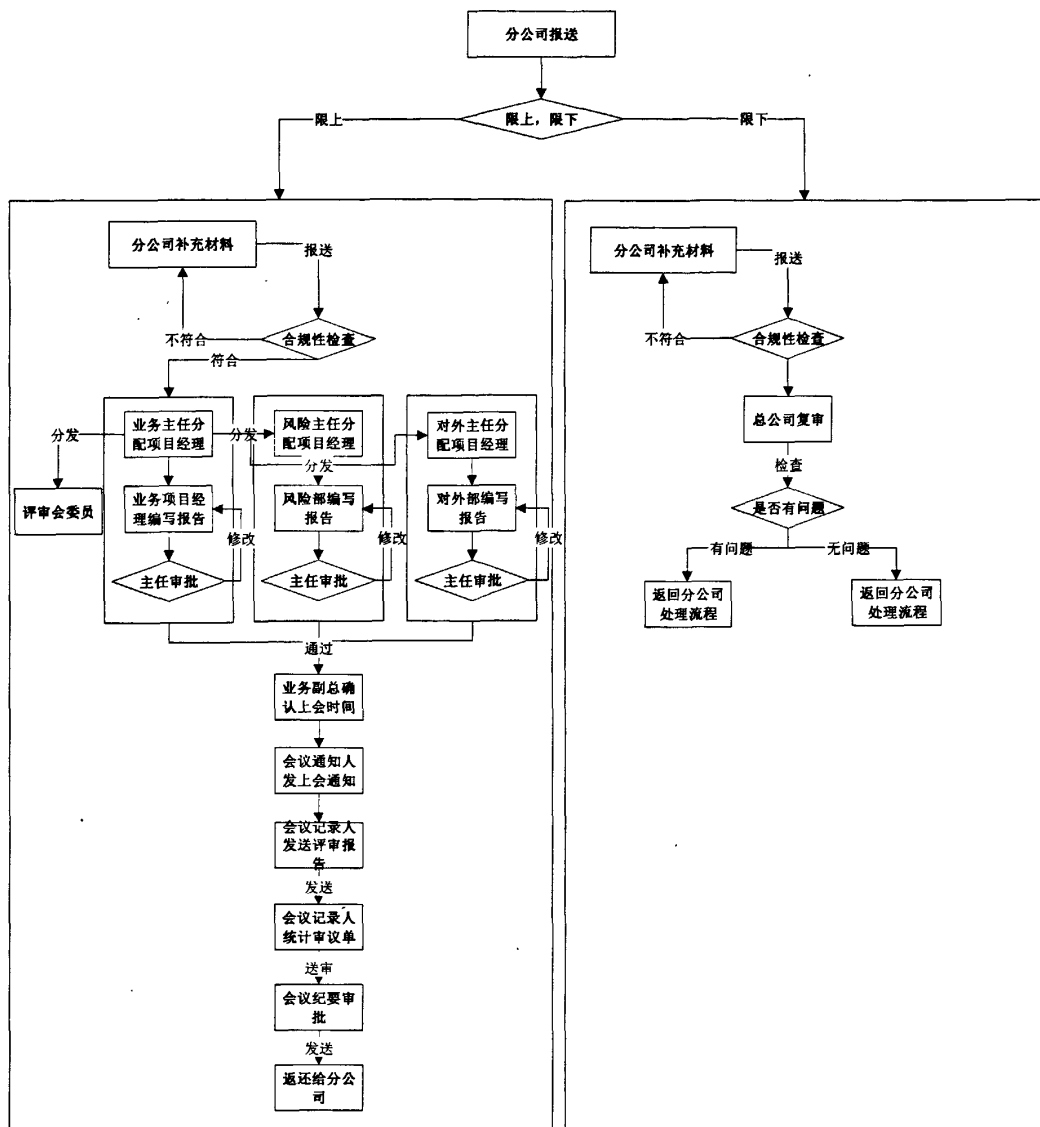 分公司报送
限上，限下
限上
限下
分公司补充材料
报送
不符合
合规性检查
符合
业务主任分
配项目经理
风险主任分
配项目经理
对外主任分
配项目经理
分发
分发
分发
评审会委员
业务项目经
理编写报告
风险部编写
报告
对外部编写
报告
修改
修改
修改
主任审批
主任审批
主任审批
通过
业务副总确
认上会时间
会议通知人
发上会通知
会议记录人
发送评审报
告
发送
会议记录人
统计审议单
送审
会议纪要审
批
发送
返还给分公
司
分公司补充材料
报送
不符合
合规性检查
总公司复审
检查
是否有问题
有问题
无问题
返回分公司
处理流程
返回分公司
处理流程